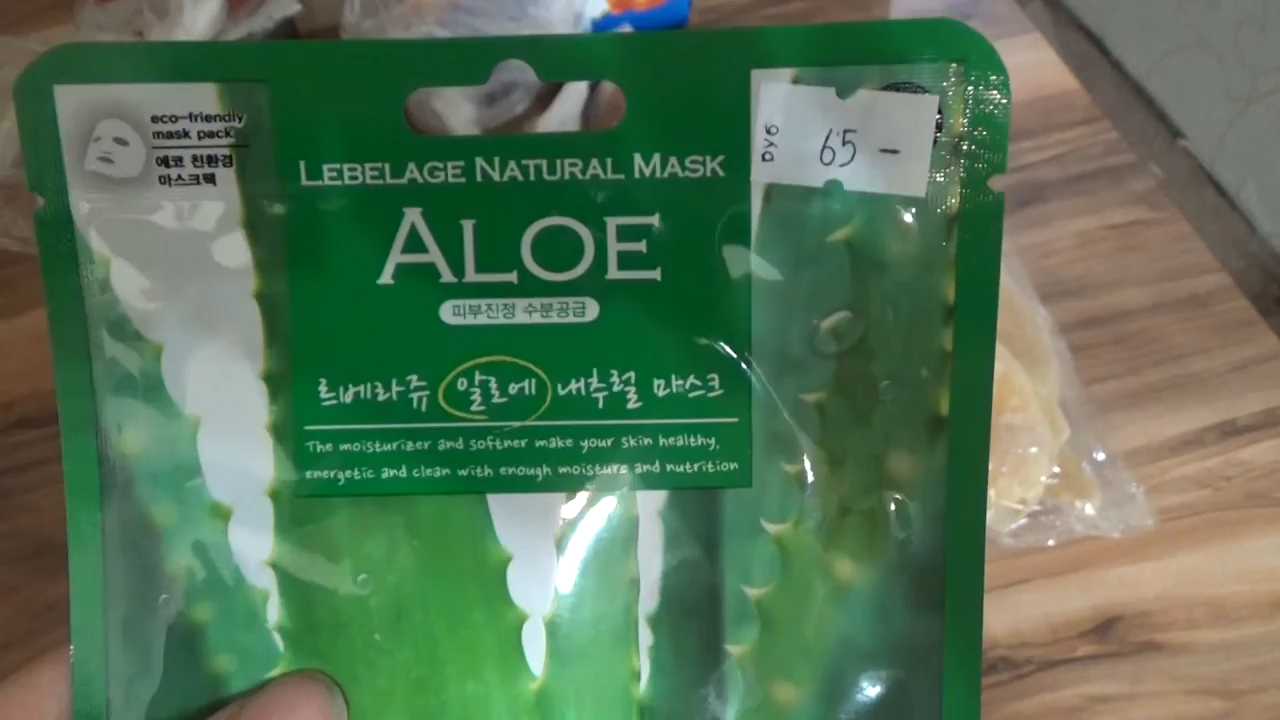 eco-friendly
mask pack
에코 친환경
마스크팩
LEBELAGE NATURAL MASK
ALOE
피부진정 수분공급
르베라쥬 알로에 내추럴 마스크
The moisturizer and softner make your skin healthy,
energetic and clean with enough moisture and nutrition
руб
65 -